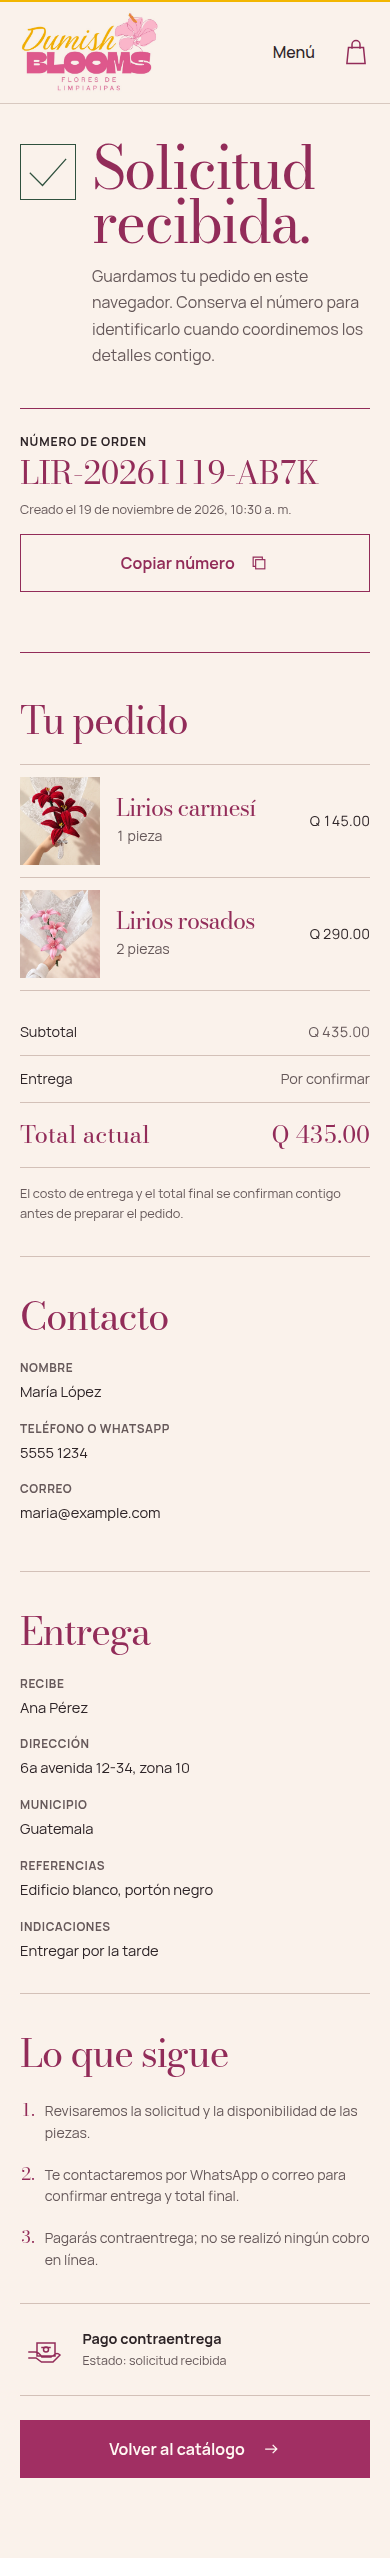 Dumish
BLOOMS
FLORES DE
LIMPIAPIPAS
Menú
Solicitud
recibida.
Guardamos tu pedido en este
navegador. Conserva el número para
identificarlo cuando coordinemos los
detalles contigo.
NÚMERO DE ORDEN
LIR-20261119-AB7K
Creado el 19 de noviembre de 2026, 10:30 a. m.
Copiar número
Tu pedido
Lirios carmesí
1 pieza
Q 145.00
Lirios rosados
2 piezas
Q 290.00
Subtotal Q 435.00
Entrega Por confirmar
Total actual Q 435.00
El costo de entrega y el total final se confirman contigo
antes de preparar el pedido.
Contacto
NOMBRE
María López
TELÉFONO O WHATSAPP
5555 1234
CORREO
maria@example.com
Entrega
RECIBE
Ana Pérez
DIRECCIÓN
6a avenida 12-34, zona 10
MUNICIPIO
Guatemala
REFERENCIAS
Edificio blanco, portón negro
INDICACIONES
Entregar por la tarde
Lo que sigue
1. Revisaremos la solicitud y la disponibilidad de las
piezas.
2. Te contactaremos por WhatsApp o correo para
confirmar entrega y total final.
3. Pagarás contraentrega; no se realizó ningún cobro
en línea.
Pago contraentrega
Estado: solicitud recibida
Volver al catálogo →